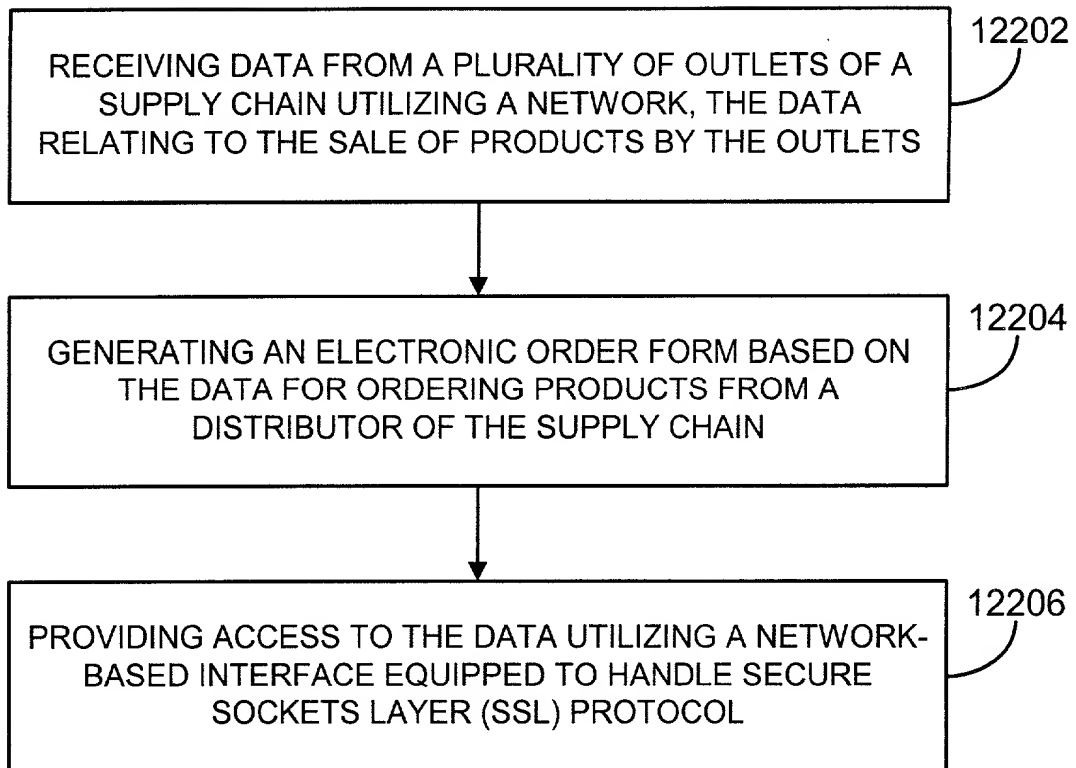 12202
RECEIVING DATA FROM A PLURALITY OF OUTLETS OF A
SUPPLY CHAIN UTILIZING A NETWORK, THE DATA
RELATING TO THE SALE OF PRODUCTS BY THE OUTLETS
12204
GENERATING AN ELECTRONIC ORDER FORM BASED ON
THE DATA FOR ORDERING PRODUCTS FROM A
DISTRIBUTOR OF THE SUPPLY CHAIN
12206
PROVIDING ACCESS TO THE DATA UTILIZING A NETWORK-
BASED INTERFACE EQUIPPED TO HANDLE SECURE
SOCKETS LAYER (SSL) PROTOCOL